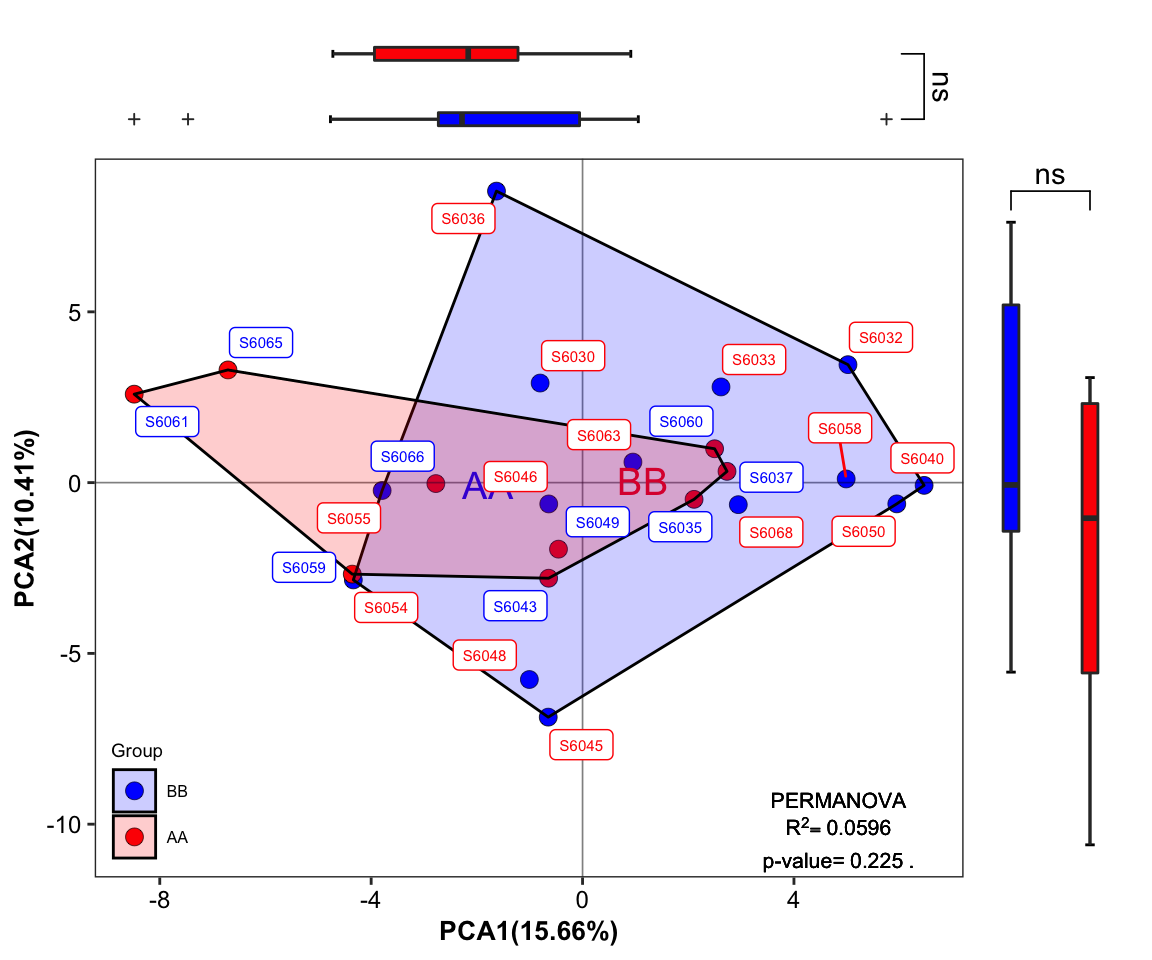 ns
ns
S6036
S6032
S6065
S6030
S6033
S6061
S6060
S6063
S6058
S6066
S6040
5
0
-5
-10
AA
S6046
BB
S6037
S6055
S6049
S6035
S6068
S6050
S6059
S6054
S6043
S6048
S6045
Group
BB
AA
PERMANOVA
R²= 0.0596
p-value= 0.225 .
-8
-4
0
4
PCA1(15.66%)
PCA2(10.41%)